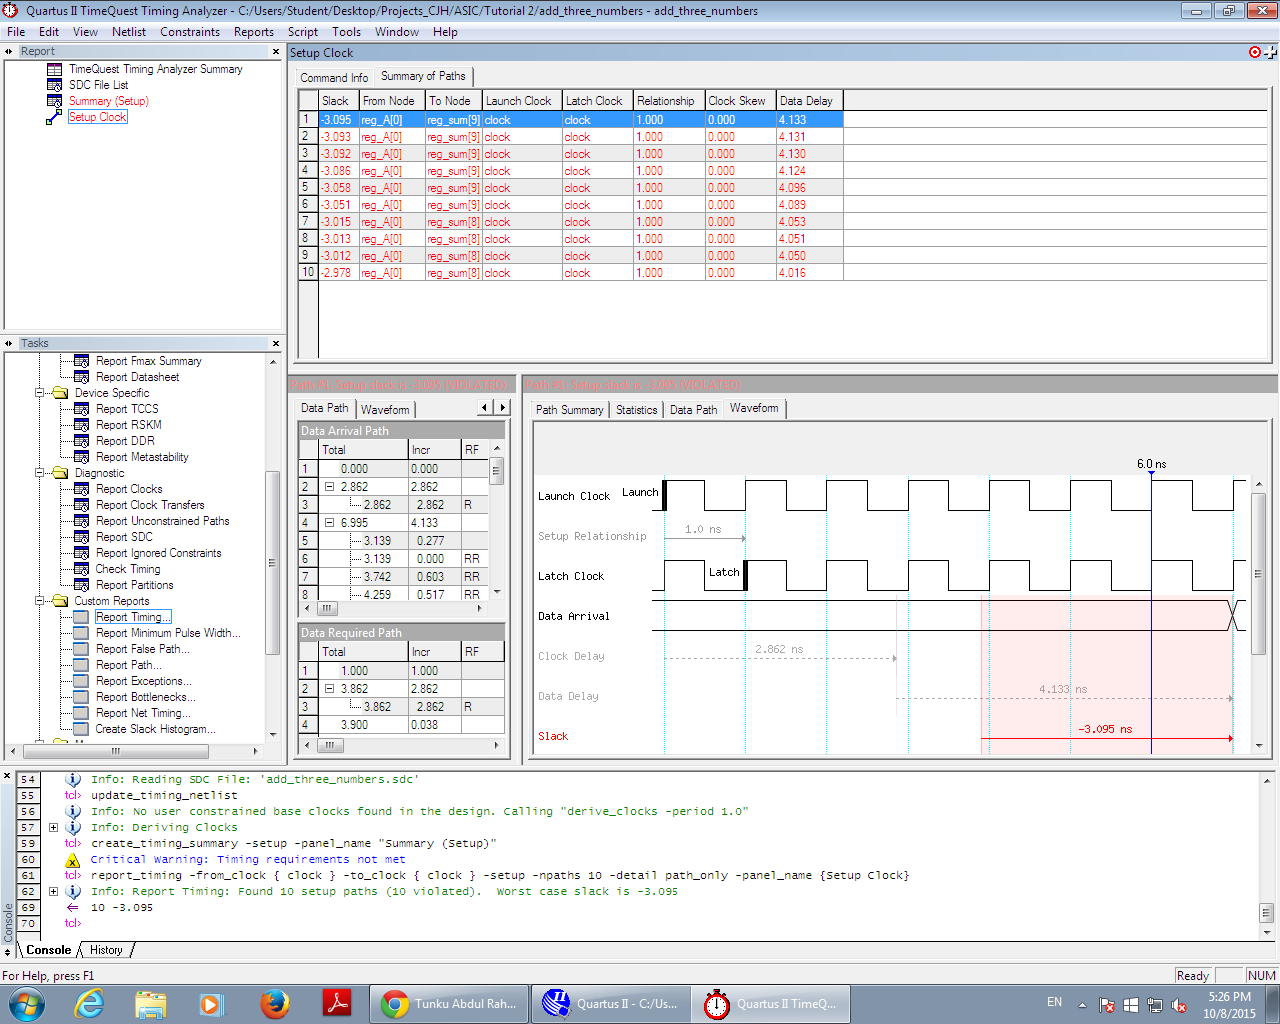 Quartus II TimeQuest Timing Analyzer - C:/Users/Student/Desktop/Projects_CJH/ASIC/Tutorial 2/add_three_numbers - add_three_numbers
File Edit View Netlist Constraints Reports Script Tools Window Help
Report
TimeQuest Timing Analyzer Summary
SDC File List
Summary (Setup)
Setup Clock
Setup Clock
Command Info Summary of Paths
Slack From Node To Node Launch Clock Latch Clock Relationship Clock Skew Data Delay
1 -3.095 reg_A[0] reg_sum[9] clock clock 1.000 0.000 4.133
2 -3.093 reg_A[0] reg_sum[9] clock clock 1.000 0.000 4.131
3 -3.092 reg_A[0] reg_sum[9] clock clock 1.000 0.000 4.130
4 -3.086 reg_A[0] reg_sum[9] clock clock 1.000 0.000 4.124
5 -3.058 reg_A[0] reg_sum[9] clock clock 1.000 0.000 4.096
6 -3.051 reg_A[0] reg_sum[9] clock clock 1.000 0.000 4.089
7 -3.015 reg_A[0] reg_sum[8] clock clock 1.000 0.000 4.053
8 -3.013 reg_A[0] reg_sum[8] clock clock 1.000 0.000 4.051
9 -3.012 reg_A[0] reg_sum[8] clock clock 1.000 0.000 4.050
10 -2.978 reg_A[0] reg_sum[8] clock clock 1.000 0.000 4.016
Tasks
Report Fmax Summary
Report Datasheet
Device Specific
Report TCCS
Report RSKM
Report DDR
Report Metastability
Diagnostic
Report Clocks
Report Clock Transfers
Report Unconstrained Paths
Report SDC
Report Ignored Constraints
Check Timing
Report Partitions
Custom Reports
Report Timing...
Report Minimum Pulse Width...
Report False Path...
Report Path...
Report Exceptions...
Report Bottlenecks...
Report Net Timing...
Create Slack Histogram...
Path #1: Setup slack is -3.095 (VIOLATED)
Data Path Waveform
Data Arrival Path
Total Incr RF
1 0.000 0.000
2 2.862 2.862
3 2.862 2.862 R
4 6.995 4.133
5 3.139 0.277
6 3.139 0.000 RR
7 3.742 0.603 RR
8 4.259 0.517 RR
Data Required Path
Total Incr RF
1 1.000 1.000
2 3.862 2.862
3 3.862 2.862 R
4 3.900 0.038
Path #1: Setup slack is -3.095 (VIOLATED)
Path Summary Statistics Data Path Waveform
6.0 ns
Launch Clock Launch
Setup Relationship 1.0 ns
Latch Clock Latch
Data Arrival
Clock Delay 2.862 ns
Data Delay 4.133 ns
Slack -3.095 ns
54 Info: Reading SDC File: 'add_three_numbers.sdc'
55 tcl> update_timing_netlist
56 Info: No user constrained base clocks found in the design. Calling "derive_clocks -period 1.0"
57 Info: Deriving Clocks
59 tcl> create_timing_summary -setup -panel_name "Summary (Setup)"
60 Critical Warning: Timing requirements not met
61 tcl> report_timing -from_clock { clock } -to_clock { clock } -setup -npaths 10 -detail path_only -panel_name {Setup Clock}
62 Info: Report Timing: Found 10 setup paths (10 violated). Worst case slack is -3.095
69 10 -3.095
70 tcl>
Console
Console History
For Help, press F1
Ready NUM
Tunku Abdul Rah...
Quartus II - C:/Us...
Quartus II TimeQ...
EN
5:26 PM
10/8/2015